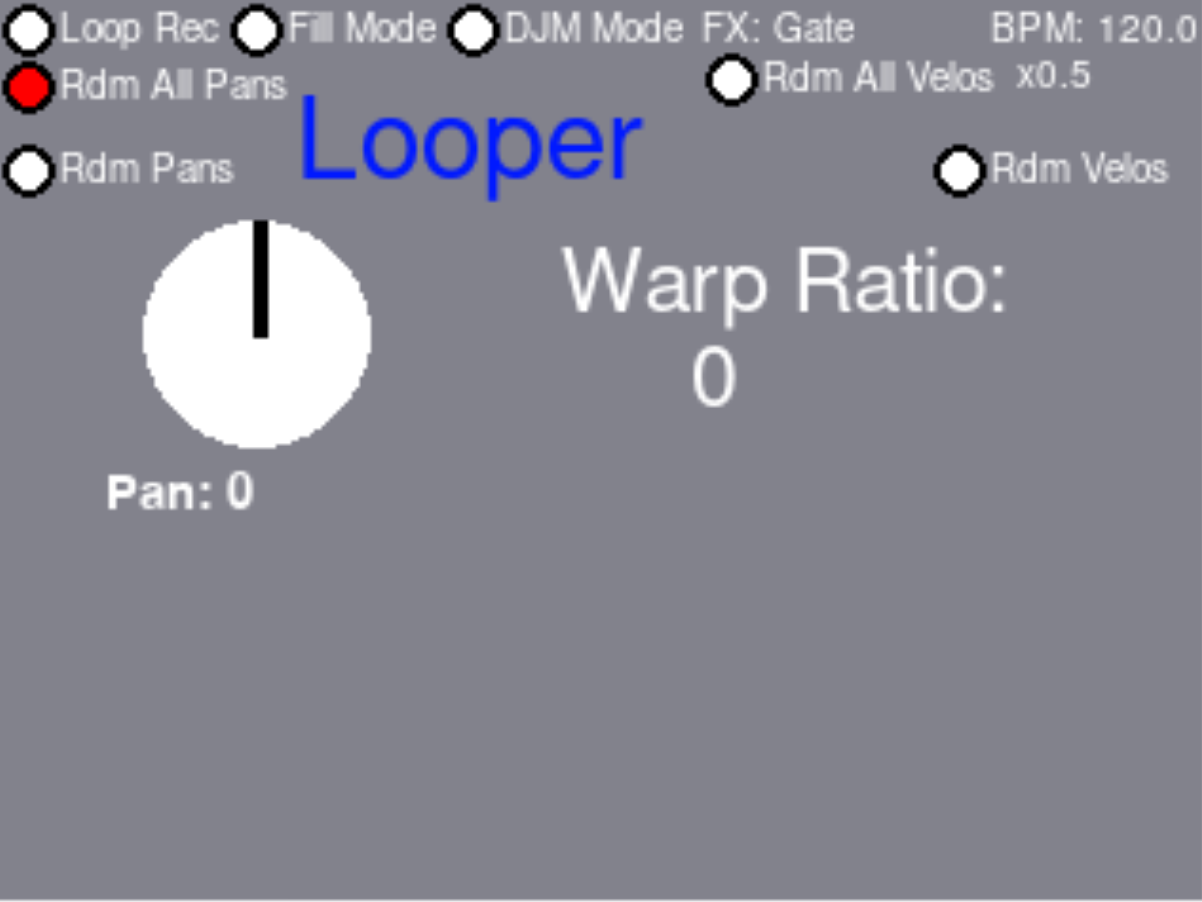 Loop Rec Fill Mode DJM Mode FX: Gate BPM: 120.0
Rdm All Pans Rdm All Velos x0.5
Looper
Rdm Pans Rdm Velos
Warp Ratio:
0
Pan: 0